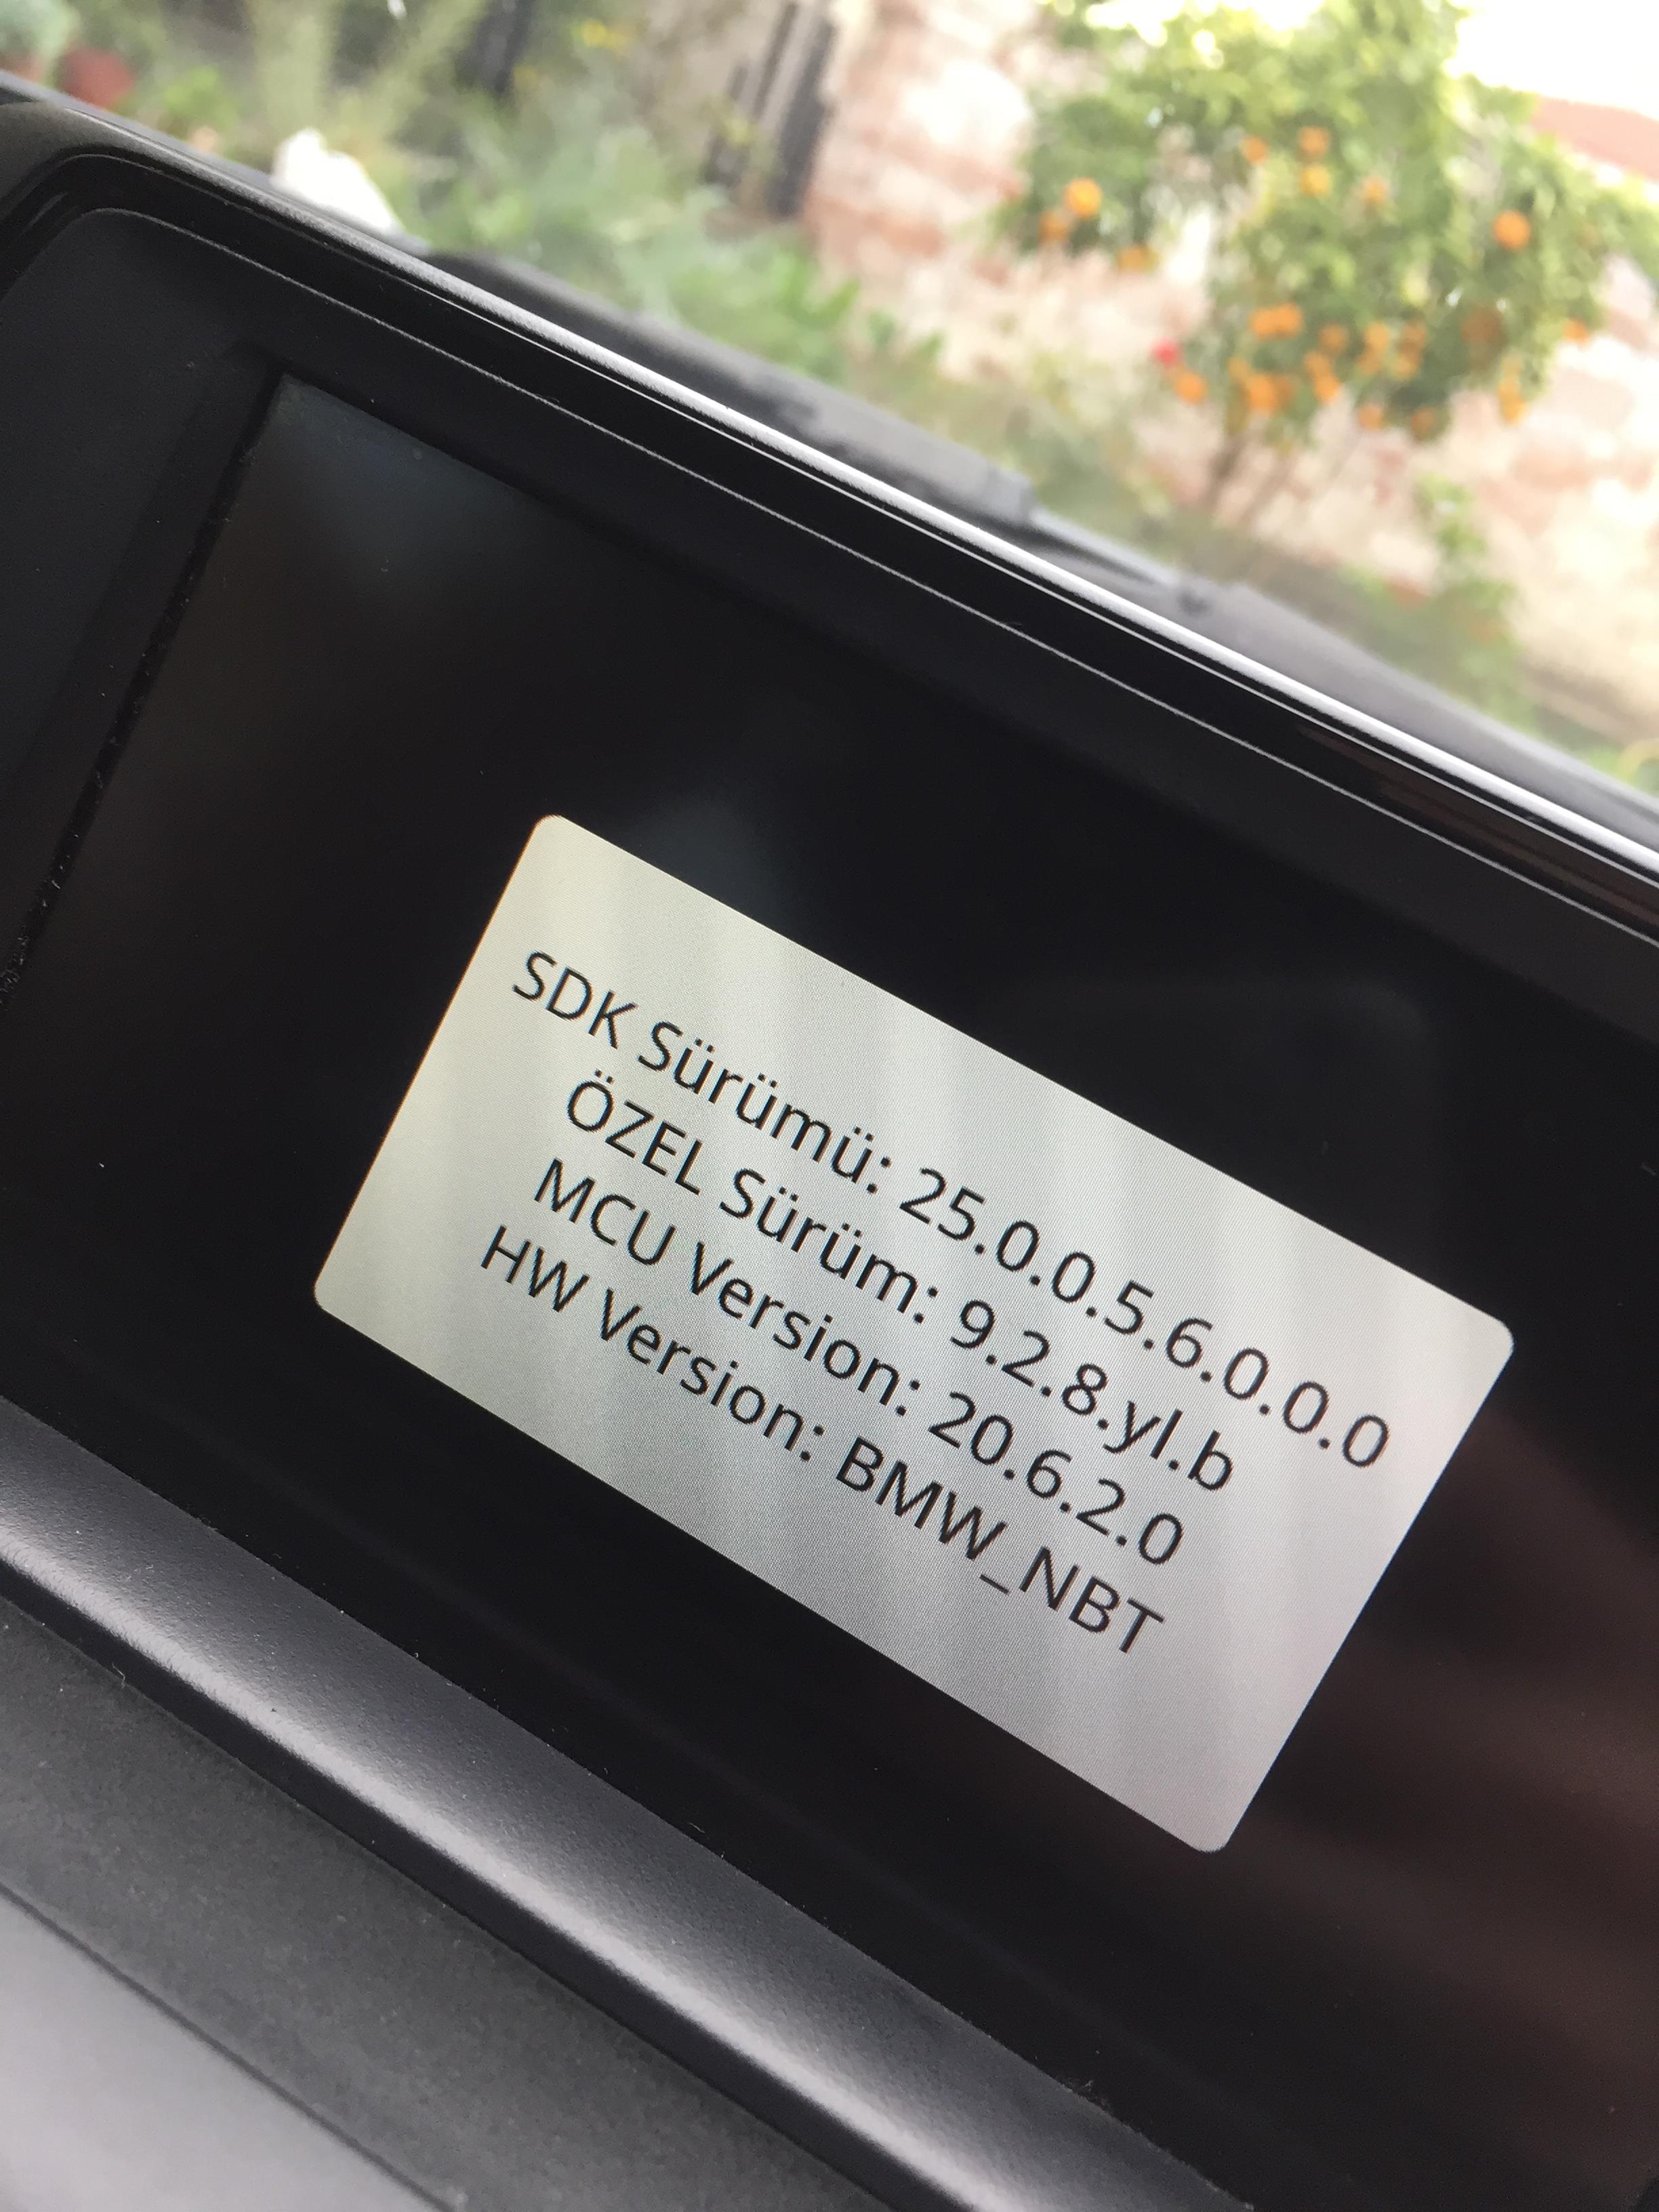 SDK Sürümü: 25.0.0.5.6.0.0.0
ÖZEL Sürüm: 9.2.8.yl.b
MCU Version: 20.6.2.0
HW Version: BMW_NBT